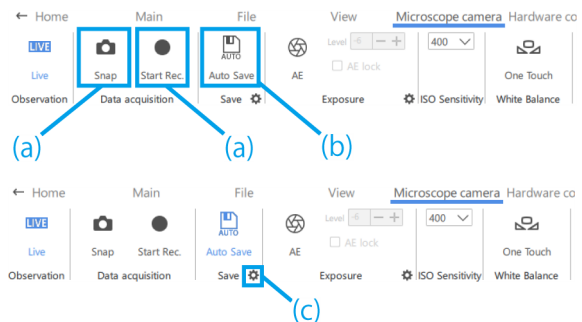 ← Home Main File View Microscope camera Hardware co
LIVE AUTO Level -6 − + 400
AE lock
Live Snap Start Rec. Auto Save AE One Touch
Observation Data acquisition Save Exposure ISO Sensitivity White Balance
(a) (a) (b)
← Home Main File View Microscope camera Hardware co
LIVE AUTO Level -6 − + 400
AE lock
Live Snap Start Rec. Auto Save AE One Touch
Observation Data acquisition Save Exposure ISO Sensitivity White Balance
(c)